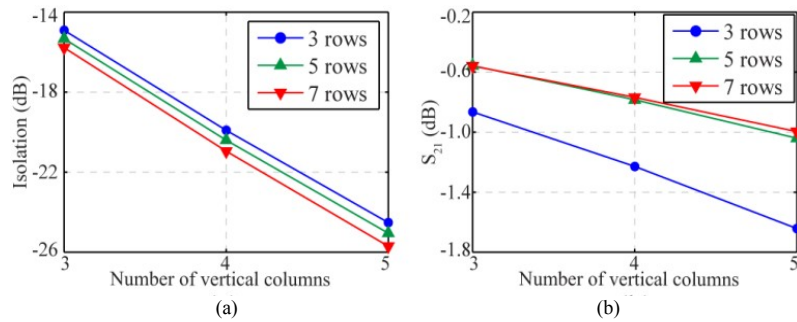 -14
-18
-22
-26
Isolation (dB)
3 rows
5 rows
7 rows
3
4
5
Number of vertical columns
(a)
-0.2
-0.6
-1.0
-1.4
-1.8
S21 (dB)
3 rows
5 rows
7 rows
3
4
5
Number of vertical columns
(b)